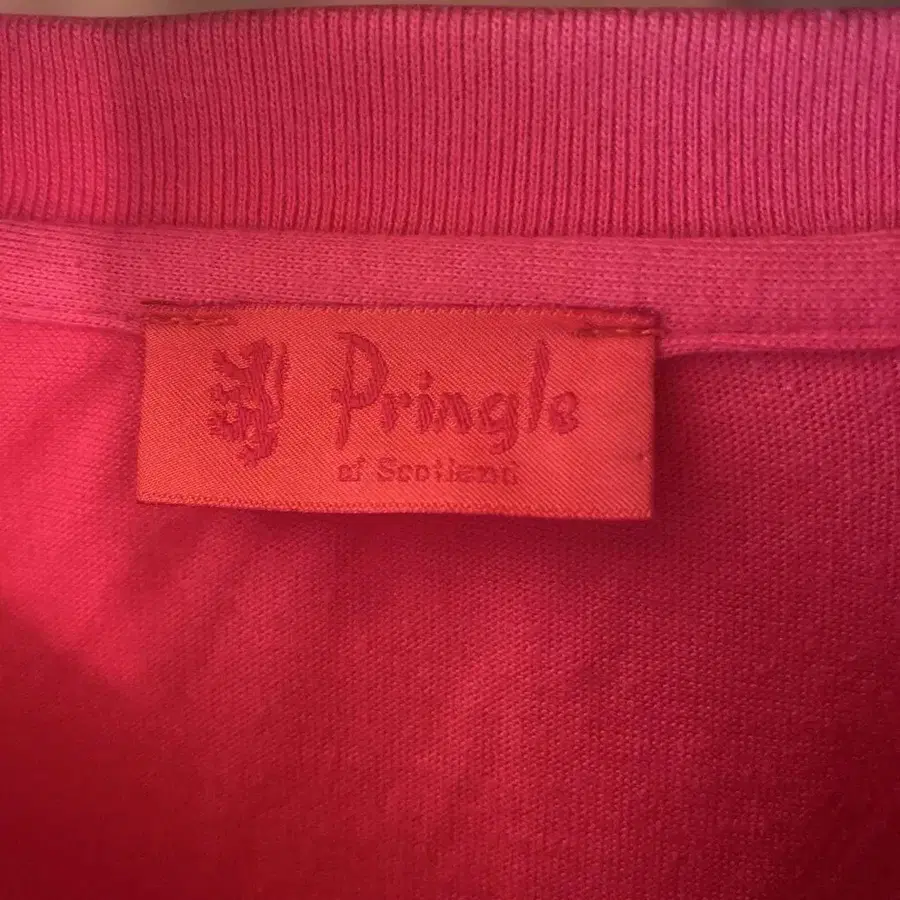 Pringle
of Scotland